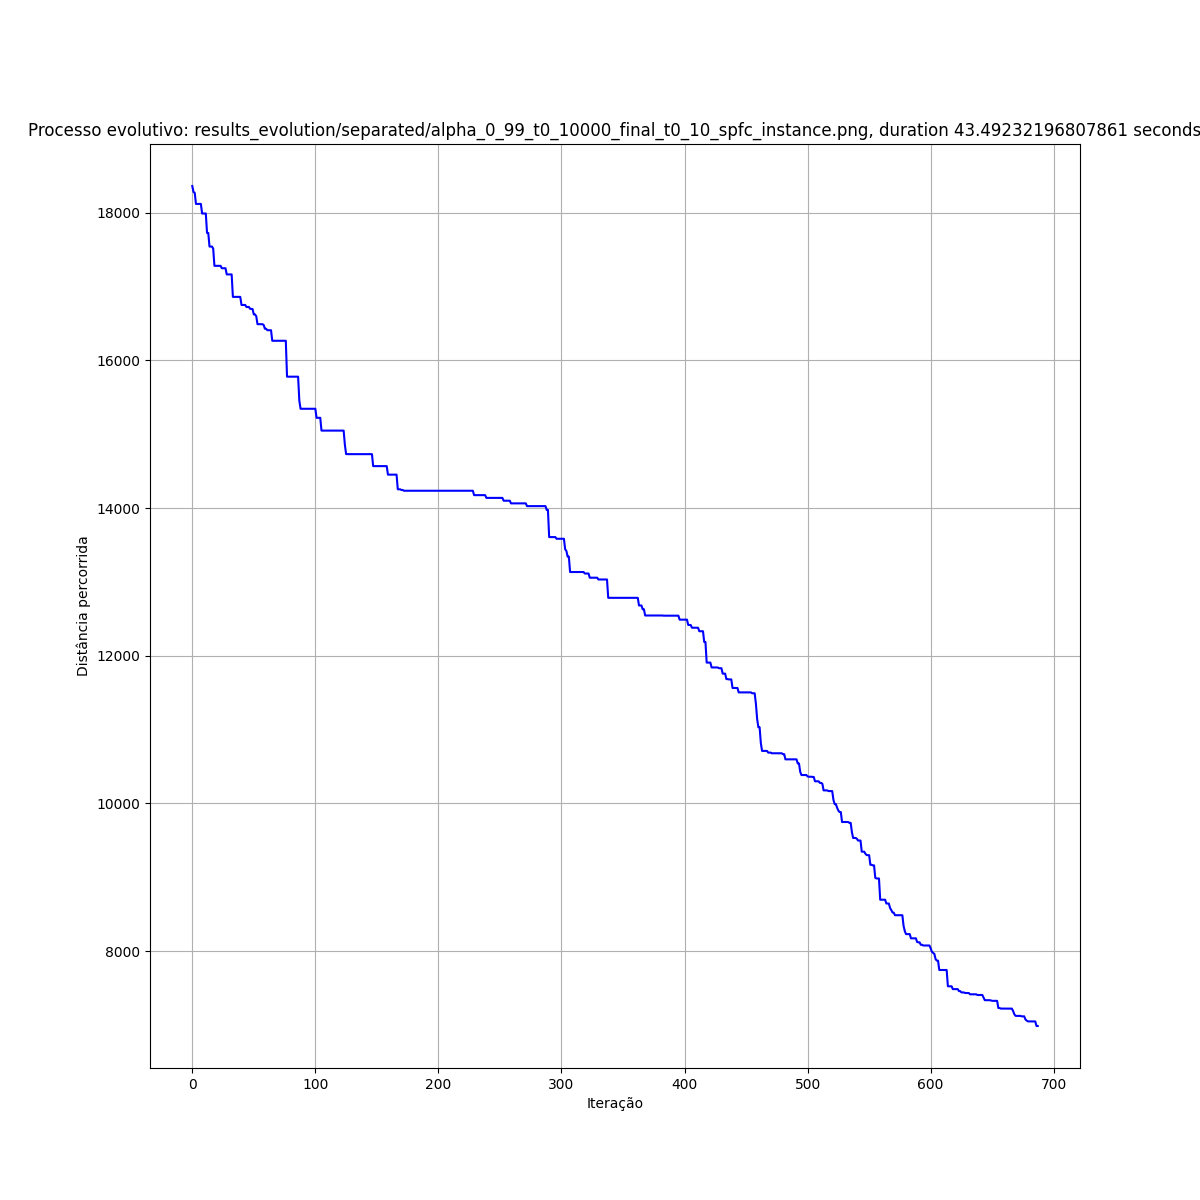 Processo evolutivo: results_evolution/separated/alpha_0_99_t0_10000_final_t0_10_spfc_instance.png, duration 43.49232196807861 seconds
18000
16000
14000
12000
10000
8000
Distância percorrida
0 100 200 300 400 500 600 700
Iteração